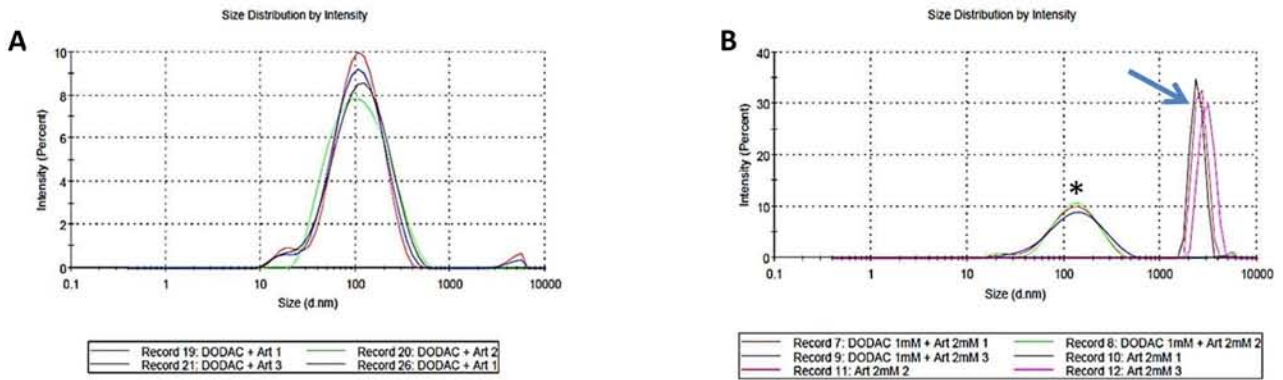 A
Size Distribution by Intensity
Intensity (Percent)
10
8
6
4
2
0
0.1 1 10 100 1000 10000
Size (d.nm)
Record 19: DODAC + Art 1 Record 20: DODAC + Art 2
Record 21: DODAC + Art 3 Record 26: DODAC + Art 1
B
Size Distribution by Intensity
Intensity (Percent)
40
30
20
10
0
*
0.1 1 10 100 1000 10000
Size (d.nm)
Record 7: DODAC 1mM + Art 2mM 1 Record 8: DODAC 1mM + Art 2mM 2
Record 9: DODAC 1mM + Art 2mM 3 Record 10: Art 2mM 1
Record 11: Art 2mM 2 Record 12: Art 2mM 3